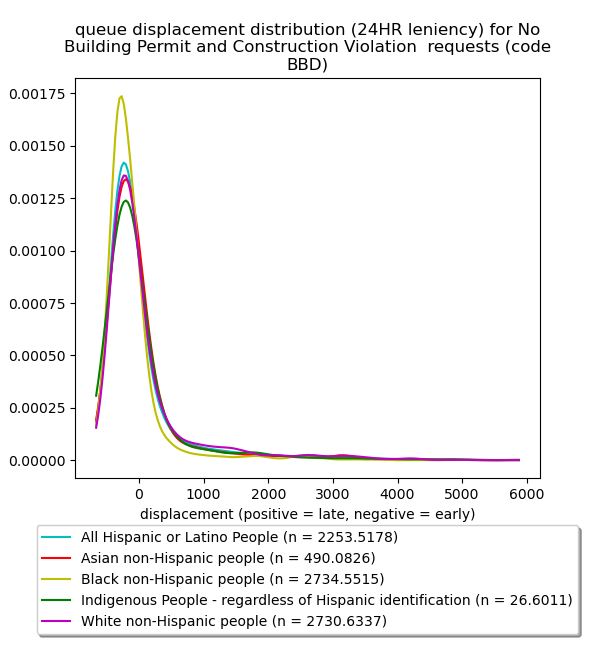 queue displacement distribution (24HR leniency) for No
Building Permit and Construction Violation  requests (code
BBD)
0.00175
0.00150
0.00125
0.00100
0.00075
0.00050
0.00025
0.00000
0 1000 2000 3000 4000 5000 6000
displacement (positive = late, negative = early)
All Hispanic or Latino People (n = 2253.5178)
Asian non-Hispanic people (n = 490.0826)
Black non-Hispanic people (n = 2734.5515)
Indigenous People - regardless of Hispanic identification (n = 26.6011)
White non-Hispanic people (n = 2730.6337)